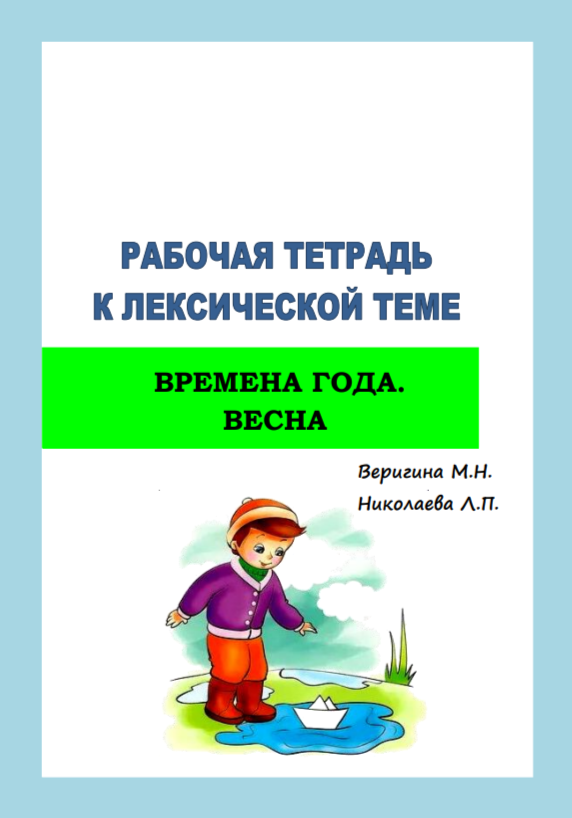 РАБОЧАЯ ТЕТРАДЬ
К ЛЕКСИЧЕСКОЙ ТЕМЕ
ВРЕМЕНА ГОДА.
ВЕСНА
Веригина М.Н.
Николаева Л.П.